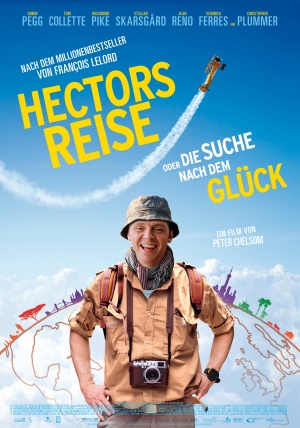 SIMON PEGG TONI COLLETTE ROSAMUND PIKE STELLAN SKARSGÅRD JEAN RENO VERONICA FERRES UND CHRISTOPHER PLUMMER
NACH DEM MILLIONENBESTSELLER
VON FRANÇOIS LELORD
HECTORS
REISE
ODER DIE SUCHE
NACH DEM
GLÜCK
EIN FILM VON
PETER CHELSOM